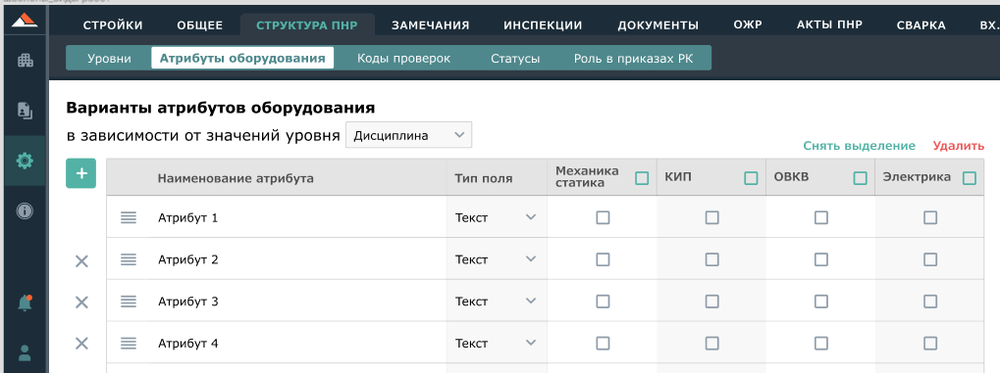 СТРОЙКИ ОБЩЕЕ СТРУКТУРА ПНР ЗАМЕЧАНИЯ ИНСПЕКЦИИ ДОКУМЕНТЫ ОЖР АКТЫ ПНР СВАРКА ВХ.
Уровни Атрибуты оборудования Коды проверок Статусы Роль в приказах РК
Варианты атрибутов оборудования
в зависимости от значений уровня Дисциплина
Снять выделение Удалить
+ Наименование атрибута Тип поля Механика статика КИП ОВКВ Электрика
Атрибут 1 Текст
Атрибут 2 Текст
Атрибут 3 Текст
Атрибут 4 Текст